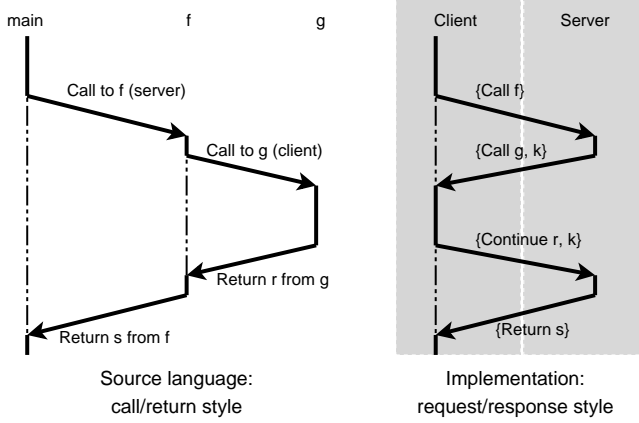 main
f
g
Call to f (server)
Call to g (client)
Return r from g
Return s from f
Source language:
call/return style
Client
Server
{Call f}
{Call g, k}
{Continue r, k}
{Return s}
Implementation:
request/response style